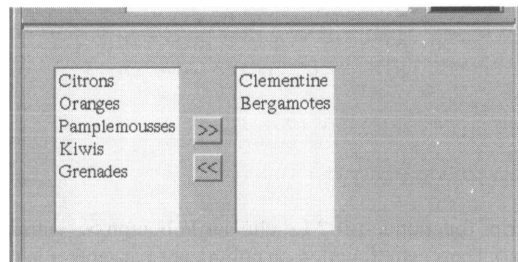 Citrons
Oranges
Pamplemousses
Kiwis
Grenades
>>
<<
Clementine
Bergamotes